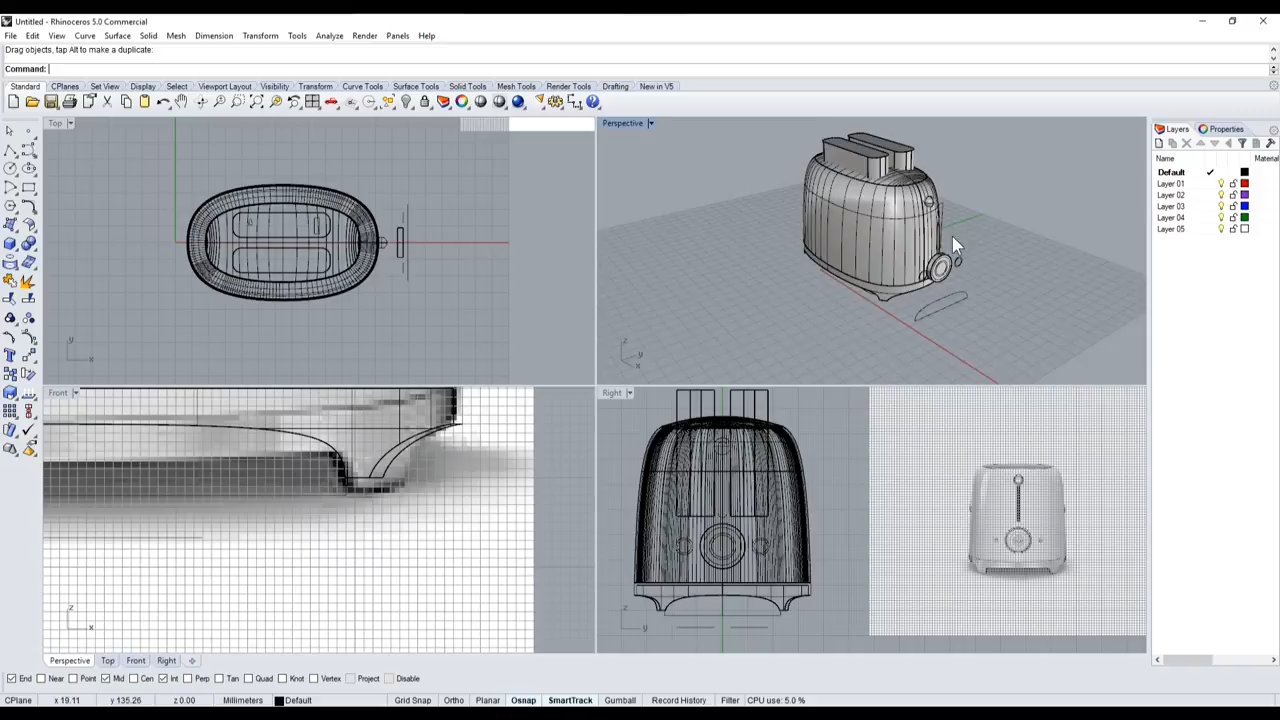 Untitled - Rhinoceros 5.0 Commercial
File Edit View Curve Surface Solid Mesh Dimension Transform Tools Analyze Render Panels Help
Drag objects, tap Alt to make a duplicate:
Command:
Standard CPlanes Set View Display Select Viewport Layout Visibility Transform Curve Tools Surface Tools Solid Tools Mesh Tools Render Tools Drafting New in V5
Top
Perspective
Layers Properties
Name Material
Default
Layer 01
Layer 02
Layer 03
Layer 04
Layer 05
y
x
z
y
x
Front
Right
z
x
z
y
Perspective Top Front Right
End Near Point Mid Cen Int Perp Tan Quad Knot Vertex Project Disable
CPlane x 19.11 y 135.26 z 0.00 Millimeters Default Grid Snap Ortho Planar Osnap SmartTrack Gumball Record History Filter CPU use: 5.0 %